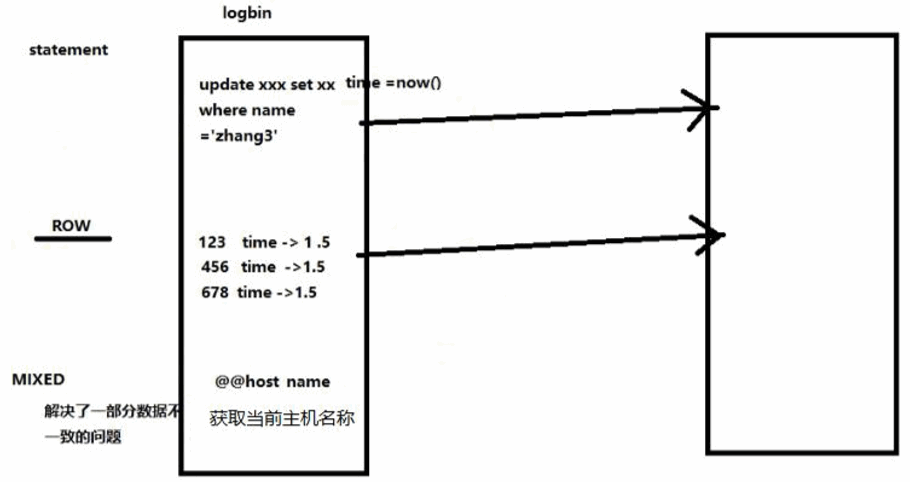 logbin
statement
update xxx set xx time =now()
where name
='zhang3'
ROW
123 time -> 1 .5
456 time ->1.5
678 time ->1.5
MIXED
@@host name
解决了一部分数据不
一致的问题
获取当前主机名称